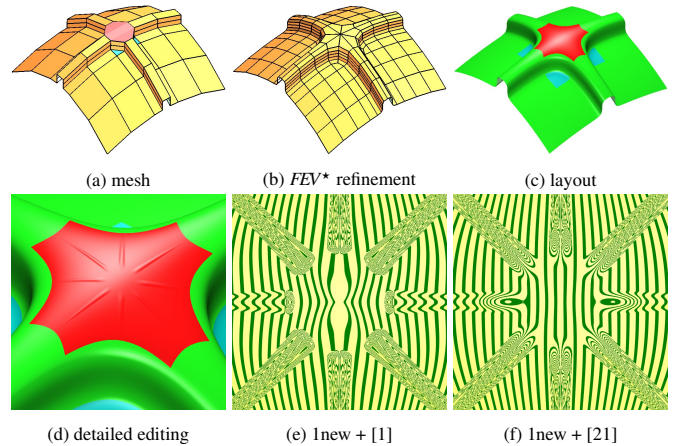 (a) mesh
(b) FEV★ refinement
(c) layout
(d) detailed editing
(e) 1new + [1]
(f) 1new + [21]